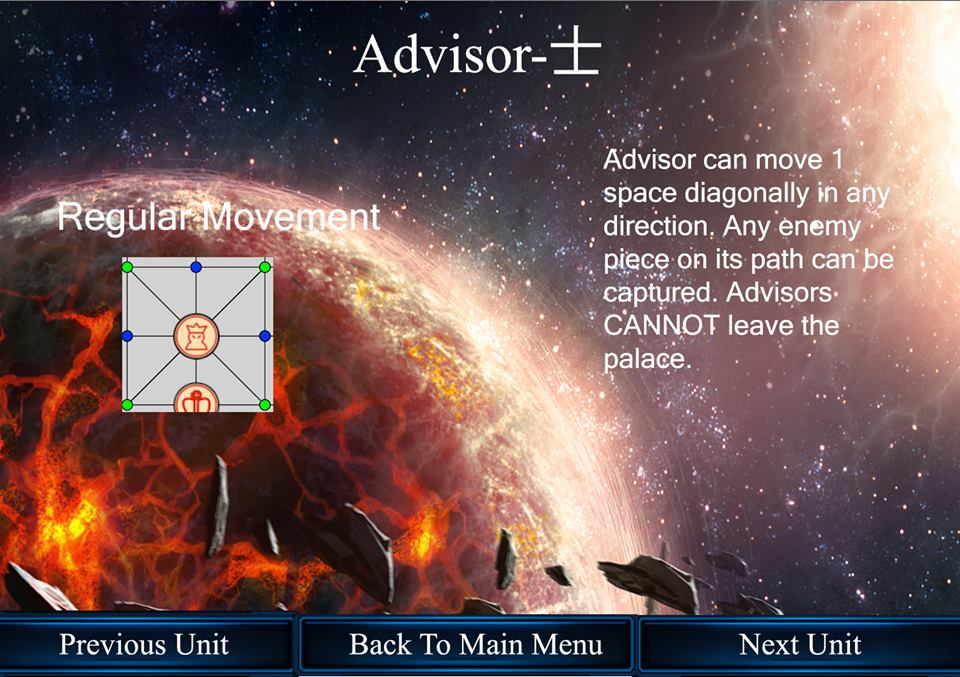 Advisor-士
Regular Movement
Advisor can move 1
space diagonally in any
direction. Any enemy
piece on its path can be
captured. Advisors
CANNOT leave the
palace.
Previous Unit
Back To Main Menu
Next Unit